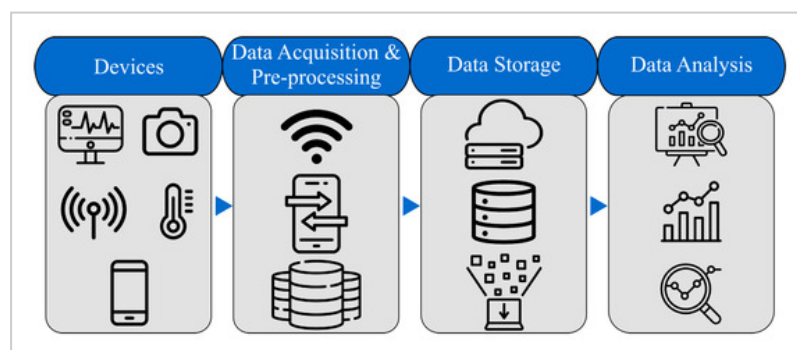 Devices
Data Acquisition &
Pre-processing
Data Storage
Data Analysis